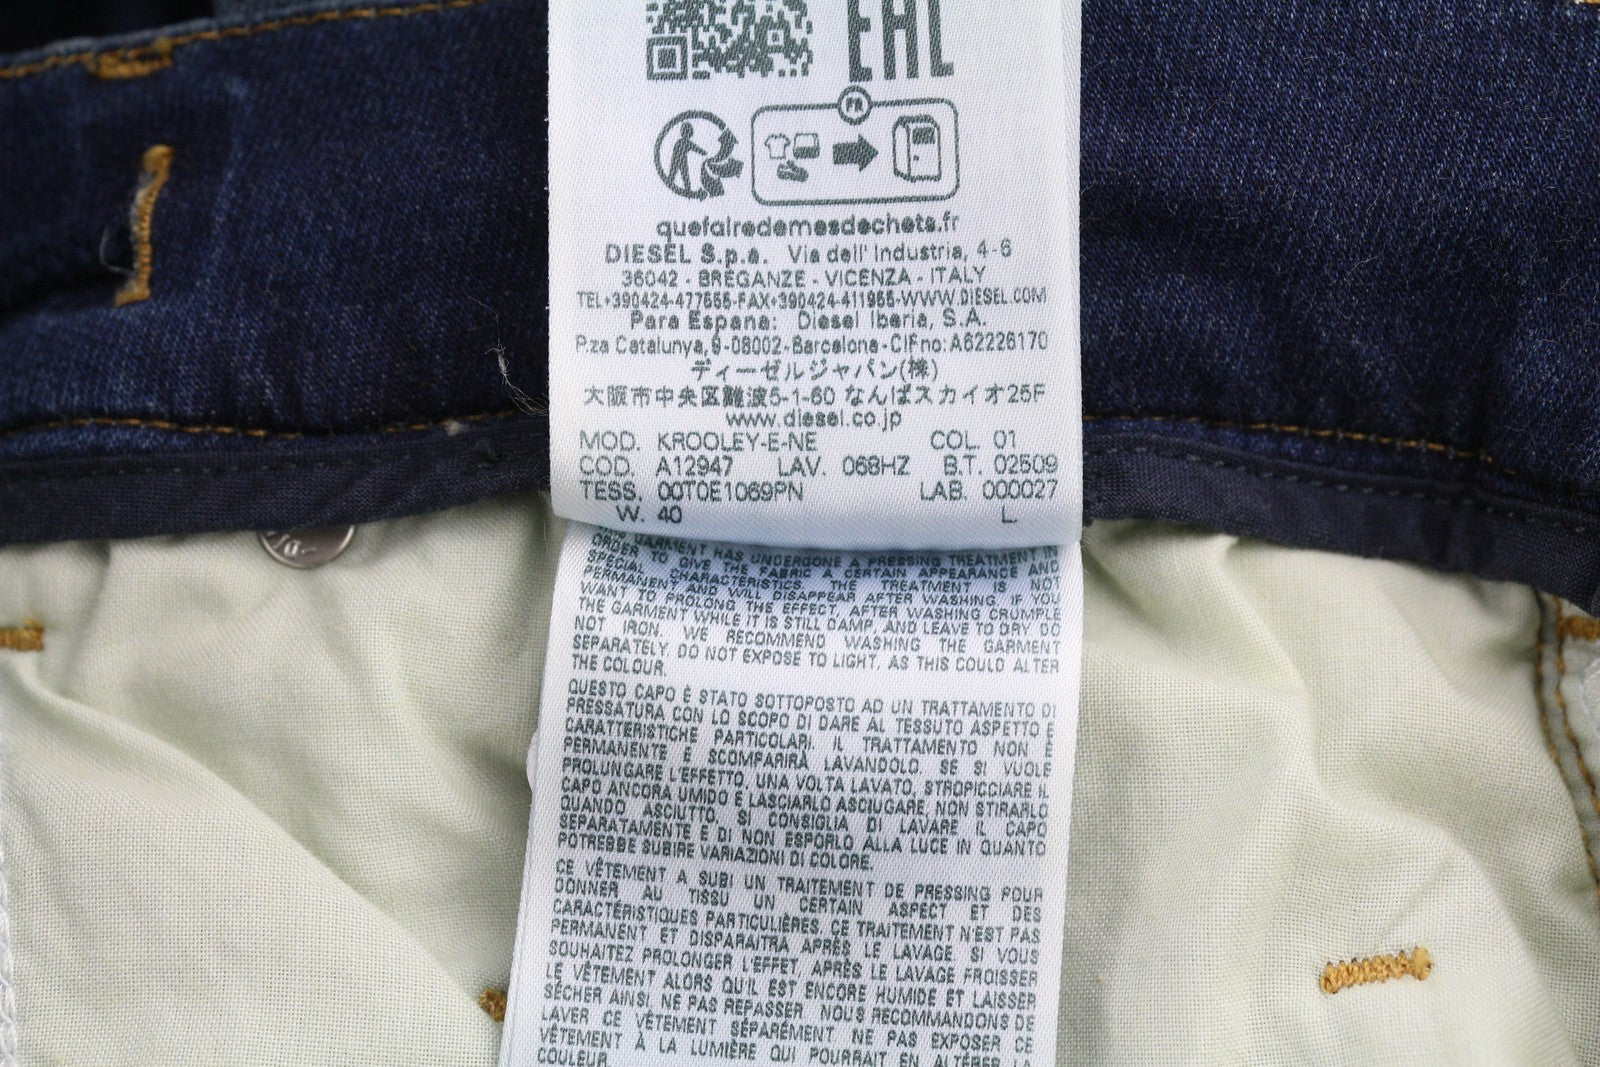 EAC
FR
quefairedemesdechets.fr
DIESEL S.p.a. Via dell' Industria, 4-6
36042 - BREGANZE - VICENZA - ITALY
TEL+390424-477555-FAX+390424-411955-WWW.DIESEL.COM
Para Espana: Diesel Iberia, S.A.
P.za Catalunya, 9-08002-Barcelona-CIFno:A62226170
ディーゼルジャパン(株)
大阪市中央区難波5-1-60 なんばスカイオ25F
www.diesel.co.jp
MOD. KROOLEY-E-NE COL. 01
COD. A12947 LAV. 068HZ B.T. 02509
TESS. 00T0E1069PN LAB. 000027
W. 40 L.
GARMENT HAS UNDERGONE A PRESSING TREATMENT IN
ORDER TO GIVE THE FABRIC A CERTAIN APPEARANCE AND
SPECIAL CHARACTERISTICS. THE TREATMENT IS NOT
PERMANENT AND WILL DISAPPEAR AFTER WASHING. IF YOU
WANT TO PROLONG THE EFFECT, AFTER WASHING CRUMPLE
THE GARMENT WHILE IT IS STILL DAMP, AND LEAVE TO DRY. DO
NOT IRON. WE RECOMMEND WASHING THE GARMENT
SEPARATELY. DO NOT EXPOSE TO LIGHT, AS THIS COULD ALTER
THE COLOUR.
QUESTO CAPO È STATO SOTTOPOSTO AD UN TRATTAMENTO DI
PRESSATURA CON LO SCOPO DI DARE AL TESSUTO ASPETTO E
CARATTERISTICHE PARTICOLARI. IL TRATTAMENTO NON È
PERMANENTE E SCOMPARIRÀ LAVANDOLO. SE SI VUOLE
PROLUNGARE L'EFFETTO, UNA VOLTA LAVATO, STROPICCIARE IL
CAPO ANCORA UMIDO E LASCIARLO ASCIUGARE, NON STIRARLO
QUANDO ASCIUTTO. SI CONSIGLIA DI LAVARE IL CAPO
SEPARATAMENTE E DI NON ESPORLO ALLA LUCE IN QUANTO
POTREBBE SUBIRE VARIAZIONI DI COLORE.
CE VÊTEMENT A SUBI UN TRAITEMENT DE PRESSING POUR
DONNER AU TISSU UN CERTAIN ASPECT ET DES
CARACTÉRISTIQUES PARTICULIÈRES. CE TRAITEMENT N'EST PAS
PERMANENT ET DISPARAITRA APRÈS LE LAVAGE. SI VOUS
SOUHAITEZ PROLONGER L'EFFET, APRÈS LE LAVAGE FROISSER
LE VÊTEMENT ALORS QU'IL EST ENCORE HUMIDE ET LAISSER
SÉCHER AINSI. NE PAS REPASSER. NOUS RECOMMANDONS DE
LAVER CE VÊTEMENT SÉPARÉMENT. NE PAS EXPOSER CE
VÊTEMENT À LA LUMIÈRE QUI POURRAIT EN ALTÉRER LA
COULEUR.